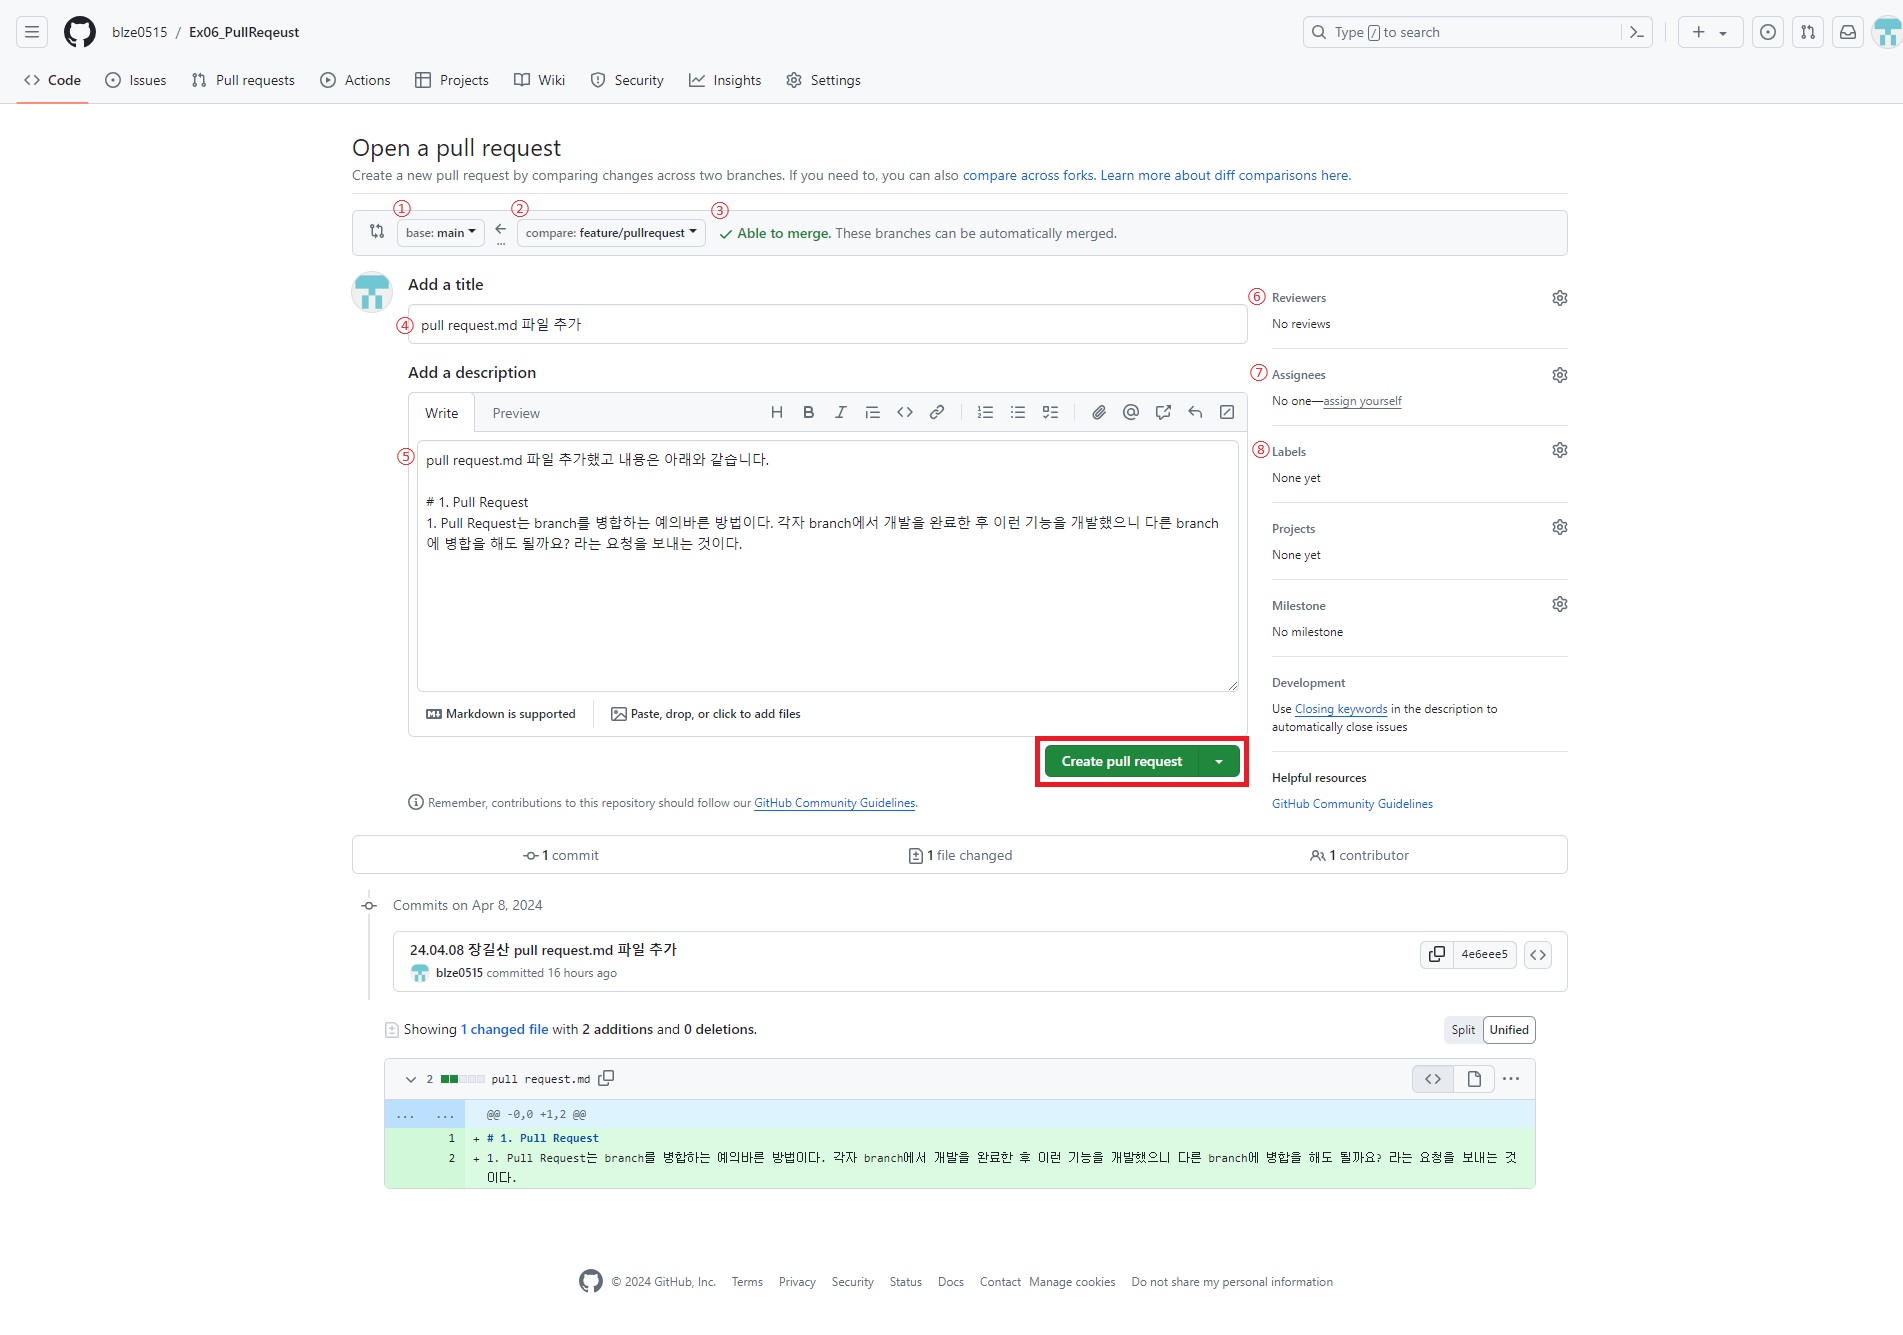 blze0515 / Ex06_PullReqeust
Type / to search
Code Issues Pull requests Actions Projects Wiki Security Insights Settings
Open a pull request
Create a new pull request by comparing changes across two branches. If you need to, you can also compare across forks. Learn more about diff comparisons here.
① ② ③
base: main compare: feature/pullrequest Able to merge. These branches can be automatically merged.
Add a title
④ pull request.md 파일 추가
Add a description
Write Preview
⑤ pull request.md 파일 추가했고 내용은 아래와 같습니다.
# 1. Pull Request
1. Pull Request는 branch를 병합하는 예의바른 방법이다. 각자 branch에서 개발을 완료한 후 이런 기능을 개발했으니 다른 branch
에 병합을 해도 될까요? 라는 요청을 보내는 것이다.
Markdown is supported
Paste, drop, or click to add files
Create pull request
Remember, contributions to this repository should follow our GitHub Community Guidelines.
⑥ Reviewers
No reviews
⑦ Assignees
No one—assign yourself
⑧ Labels
None yet
Projects
None yet
Milestone
No milestone
Development
Use Closing keywords in the description to
automatically close issues
Helpful resources
GitHub Community Guidelines
1 commit 1 file changed 1 contributor
Commits on Apr 8, 2024
24.04.08 장길산 pull request.md 파일 추가
blze0515 committed 16 hours ago
4e6eee5
Showing 1 changed file with 2 additions and 0 deletions.
Split Unified
2 pull request.md
... ... @@ -0,0 +1,2 @@
1 + # 1. Pull Request
2 + 1. Pull Request는 branch를 병합하는 예의바른 방법이다. 각자 branch에서 개발을 완료한 후 이런 기능을 개발했으니 다른 branch에 병합을 해도 될까요? 라는 요청을 보내는 것
이다.
© 2024 GitHub, Inc. Terms Privacy Security Status Docs Contact Manage cookies Do not share my personal information